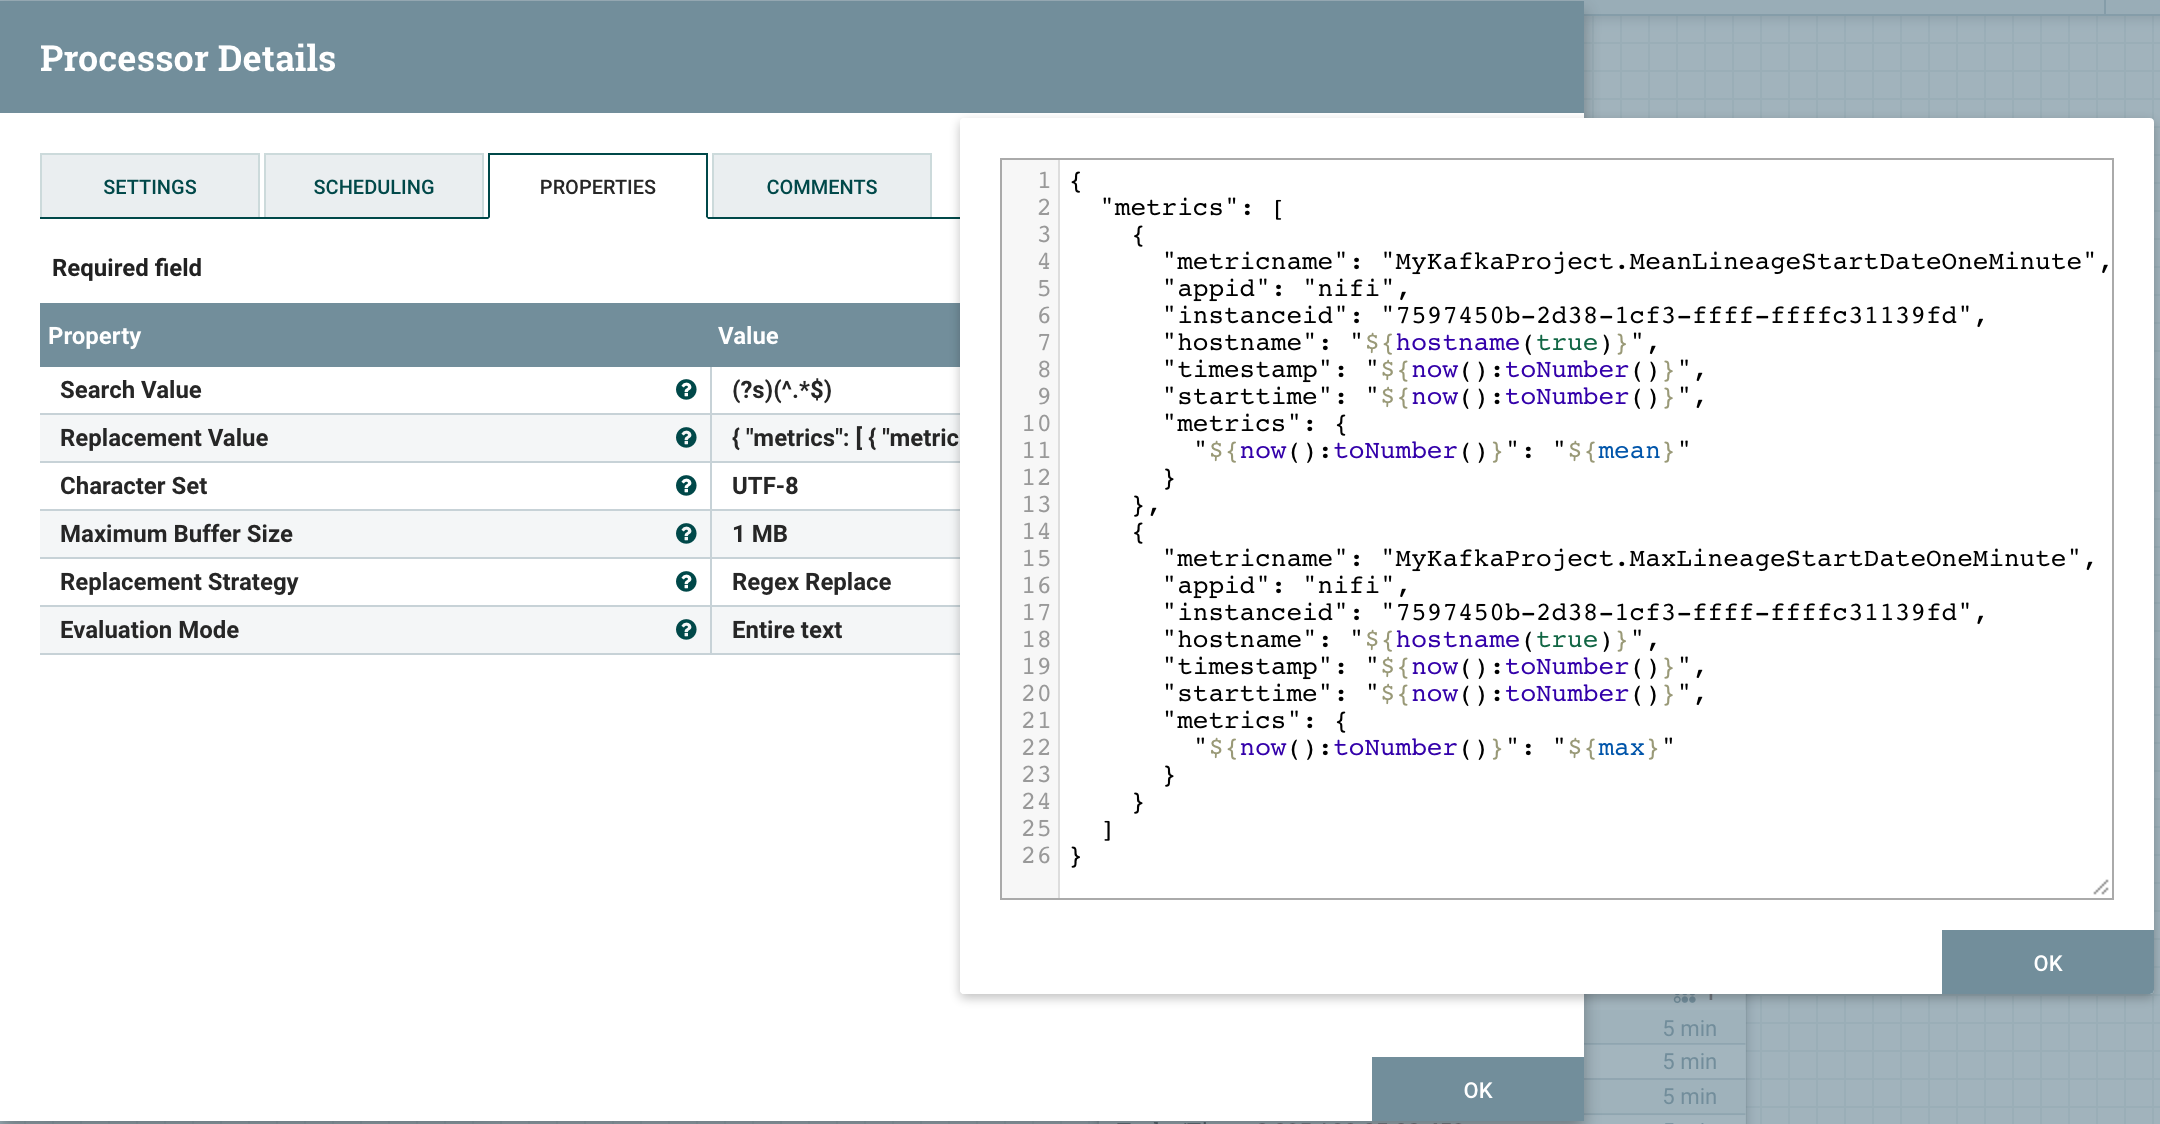 Processor Details
SETTINGS SCHEDULING PROPERTIES COMMENTS
Required field
Property Value
Search Value (?s)(^.*$)
Replacement Value { "metrics": [ { "metric
Character Set UTF-8
Maximum Buffer Size 1 MB
Replacement Strategy Regex Replace
Evaluation Mode Entire text
1 {
2   "metrics": [
3     {
4       "metricname": "MyKafkaProject.MeanLineageStartDateOneMinute",
5       "appid": "nifi",
6       "instanceid": "7597450b-2d38-1cf3-ffff-ffffc31139fd",
7       "hostname": "${hostname(true)}",
8       "timestamp": "${now():toNumber()}",
9       "starttime": "${now():toNumber()}",
10       "metrics": {
11         "${now():toNumber()}": "${mean}"
12       }
13     },
14     {
15       "metricname": "MyKafkaProject.MaxLineageStartDateOneMinute",
16       "appid": "nifi",
17       "instanceid": "7597450b-2d38-1cf3-ffff-ffffc31139fd",
18       "hostname": "${hostname(true)}",
19       "timestamp": "${now():toNumber()}",
20       "starttime": "${now():toNumber()}",
21       "metrics": {
22         "${now():toNumber()}": "${max}"
23       }
24     }
25   ]
26 }
OK
5 min
5 min
5 min
OK